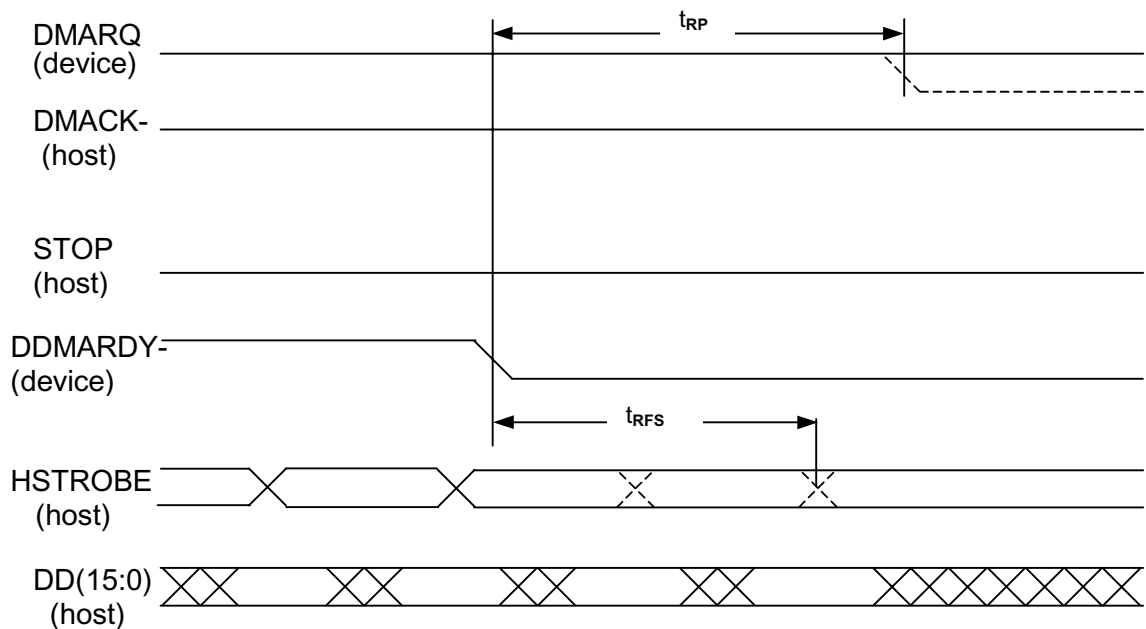 DMARQ
(device)
tRP
DMACK-
(host)
STOP
(host)
DDMARDY-
(device)
tRFS
HSTROBE
(host)
DD(15:0)
(host)